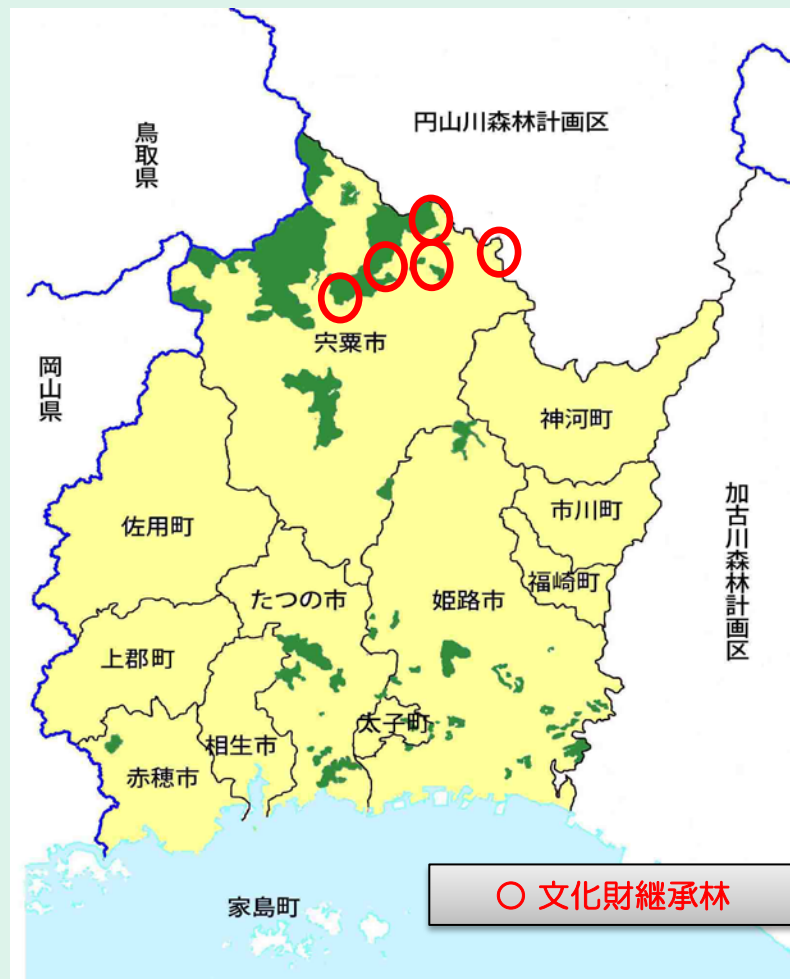 円山川森林計画区
鳥取県
宍粟市
岡山県
神河町
加古川森林計画区
市川町
佐用町
福崎町
たつの市
姫路市
上郡町
太子町
相生市
赤穂市
家島町
○ 文化財継承林